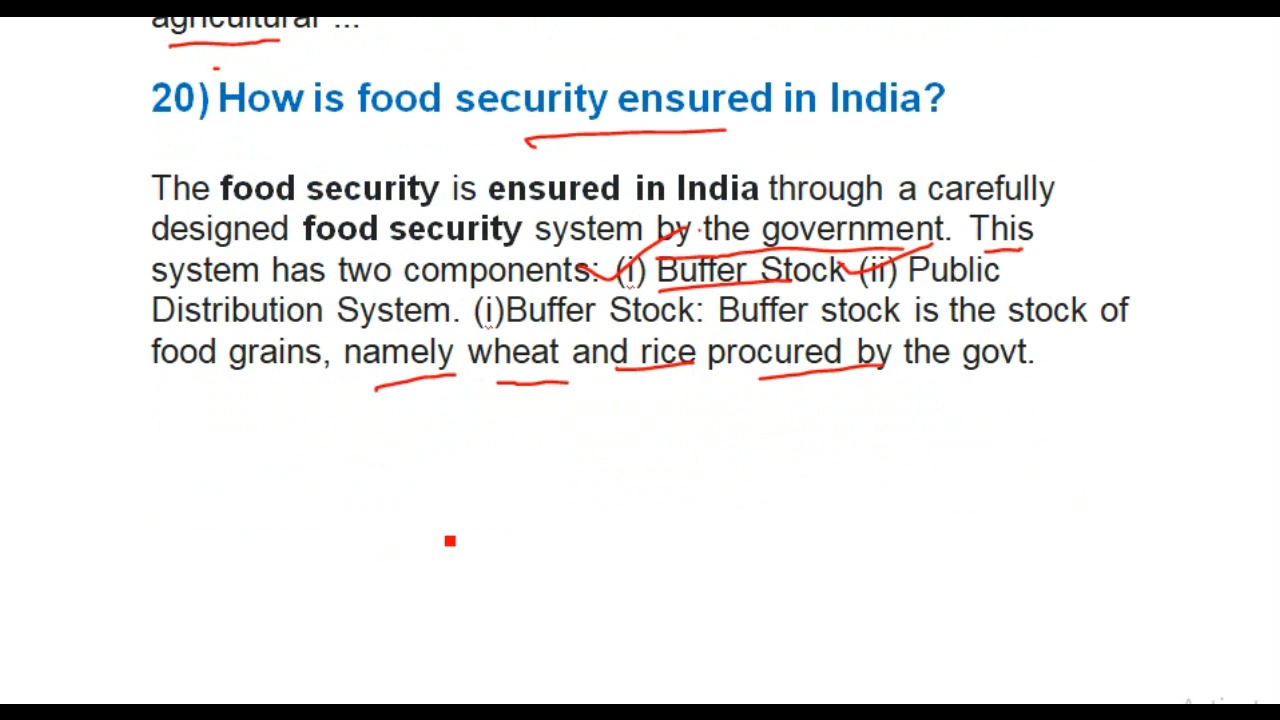 agricultural ...
20) How is food security ensured in India?
The food security is ensured in India through a carefully
designed food security system by the government. This
system has two components: (i) Buffer Stock (ii) Public
Distribution System. (i)Buffer Stock: Buffer stock is the stock of
food grains, namely wheat and rice procured by the govt.